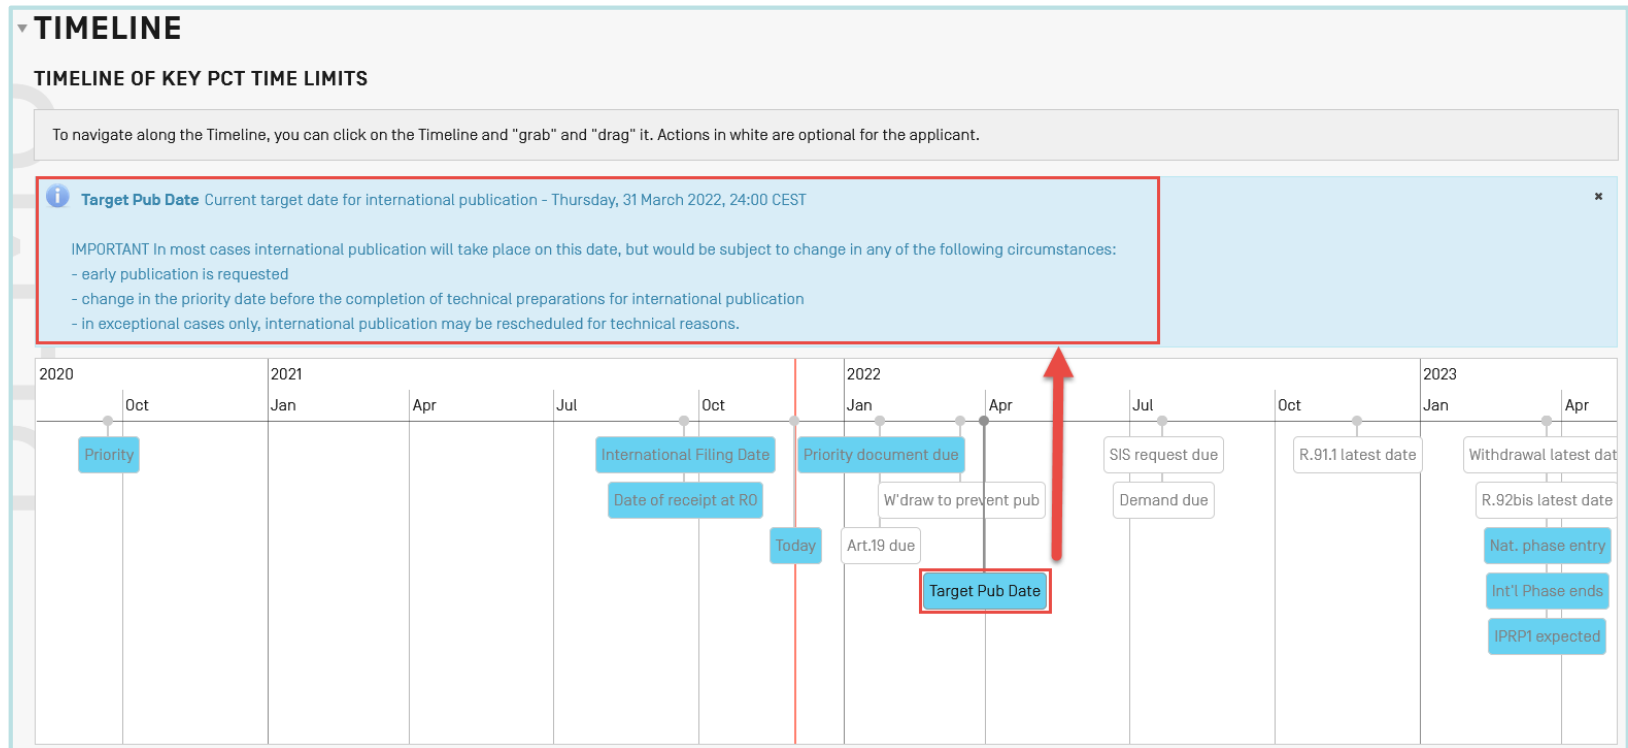 TIMELINE
TIMELINE OF KEY PCT TIME LIMITS
To navigate along the Timeline, you can click on the Timeline and "grab" and "drag" it. Actions in white are optional for the applicant.
Target Pub Date Current target date for international publication - Thursday, 31 March 2022, 24:00 CEST
IMPORTANT In most cases international publication will take place on this date, but would be subject to change in any of the following circumstances:
- early publication is requested
- change in the priority date before the completion of technical preparations for international publication
- in exceptional cases only, international publication may be rescheduled for technical reasons.
2020 2021 2022 2023
Oct Jan Apr Jul Oct Jan Apr Jul Oct Jan Apr
Priority International Filing Date Priority document due SIS request due R.91.1 latest date Withdrawal latest dat
Date of receipt at RO W'draw to prevent pub Demand due R.92bis latest date
Today Art.19 due Nat. phase entry
Target Pub Date Int'l Phase ends
IPRP1 expected